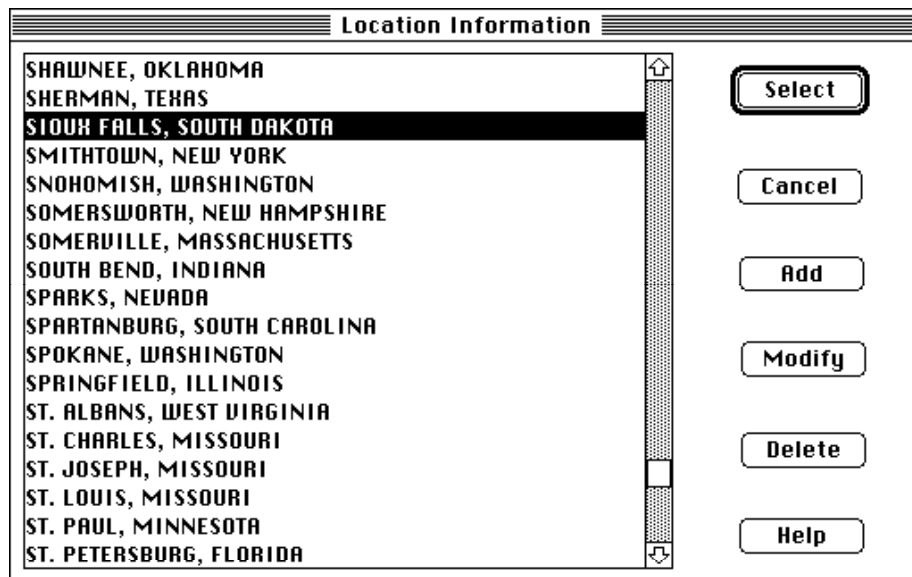 Location Information
SHAWNEE, OKLAHOMA
SHERMAN, TEXAS
SIOUX FALLS, SOUTH DAKOTA
SMITHTOWN, NEW YORK
SNOHOMISH, WASHINGTON
SOMERSWORTH, NEW HAMPSHIRE
SOMERVILLE, MASSACHUSETTS
SOUTH BEND, INDIANA
SPARKS, NEVADA
SPARTANBURG, SOUTH CAROLINA
SPOKANE, WASHINGTON
SPRINGFIELD, ILLINOIS
ST. ALBANS, WEST VIRGINIA
ST. CHARLES, MISSOURI
ST. JOSEPH, MISSOURI
ST. LOUIS, MISSOURI
ST. PAUL, MINNESOTA
ST. PETERSBURG, FLORIDA
Select
Cancel
Add
Modify
Delete
Help